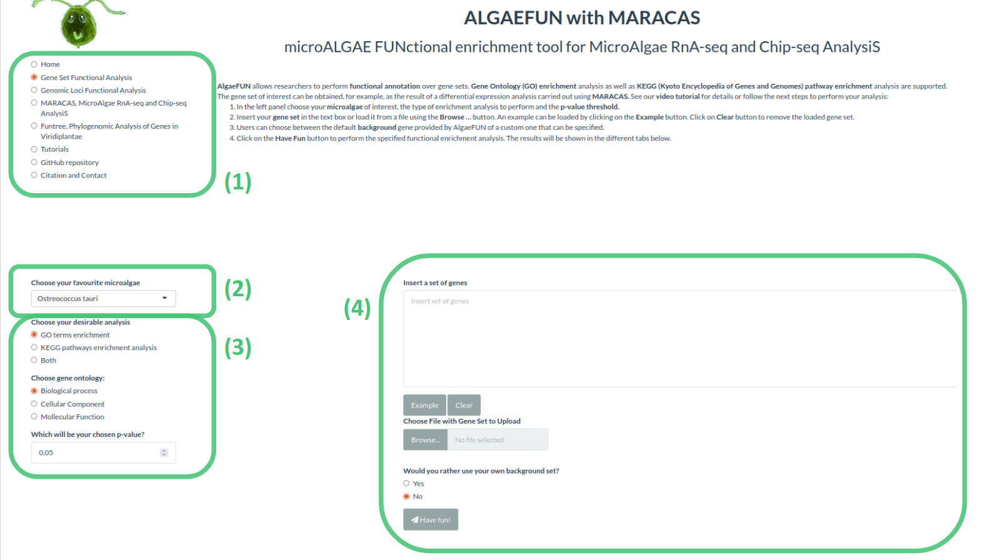 ALGAEFUN with MARACAS
microALGAE FUNctional enrichment tool for MicroAlgae RnA-seq and Chip-seq AnalysiS
Home
Gene Set Functional Analysis
Genomic Loci Functional Analysis
MARACAS, MicroAlgae RnA-seq and Chip-seq
AnalysiS
Funtree, Phylogenomic Analysis of Genes in
Viridiplantae
Tutorials
GitHub repository
Citation and Contact
(1)
AlgaeFUN allows researchers to perform functional annotation over gene sets. Gene Ontology (GO) enrichment analysis as well as KEGG (Kyoto Encyclopedia of Genes and Genomes) pathway enrichment analysis are supported.
The gene set of interest can be obtained, for example, as the result of a differential expression analysis carried out using MARACAS. See our video tutorial for details or follow the next steps to perform your analysis:
1. In the left panel choose your microalgae of interest, the type of enrichment analysis to perform and the p-value threshold.
2. Insert your gene set in the text box or load it from a file using the Browse ... button. An example can be loaded by clicking on the Example button. Click on Clear button to remove the loaded gene set.
3. Users can choose between the default background gene provided by AlgaeFUN of a custom one that can be specified.
4. Click on the Have Fun button to perform the specified functional enrichment analysis. The results will be shown in the different tabs below.
Choose your favourite microalgae
Ostreococcus tauri
(2)
Choose your desirable analysis
GO terms enrichment
KEGG pathways enrichment analysis
Both
Choose gene ontology:
Biological process
Cellular Component
Mollecular Function
Which will be your chosen p-value?
0,05
(3)
(4)
Insert a set of genes
Insert set of genes
Example Clear
Choose File with Gene Set to Upload
Browse... No file selected
Would you rather use your own background set?
Yes
No
Have fun!